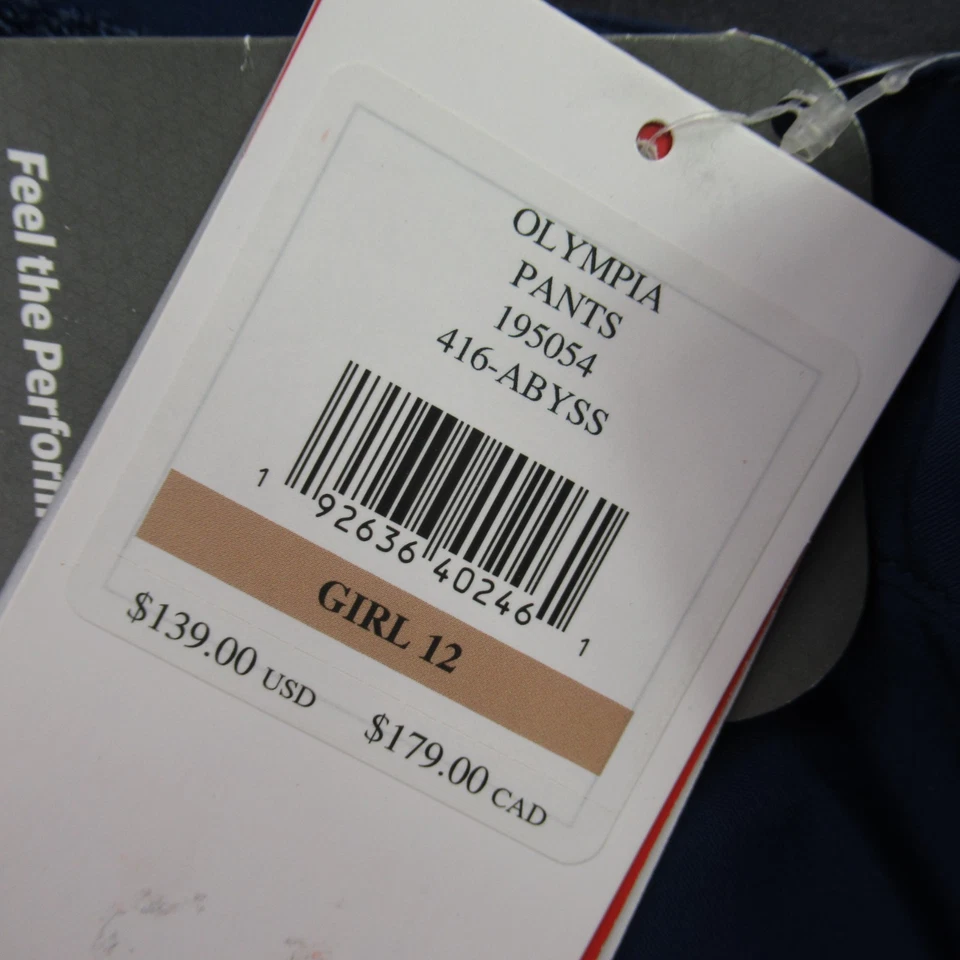 Feel the Perform
OLYMPIA
PANTS
195054
416-ABYSS
1 92636 40246 1
GIRL 12
$139.00 USD
$179.00 CAD